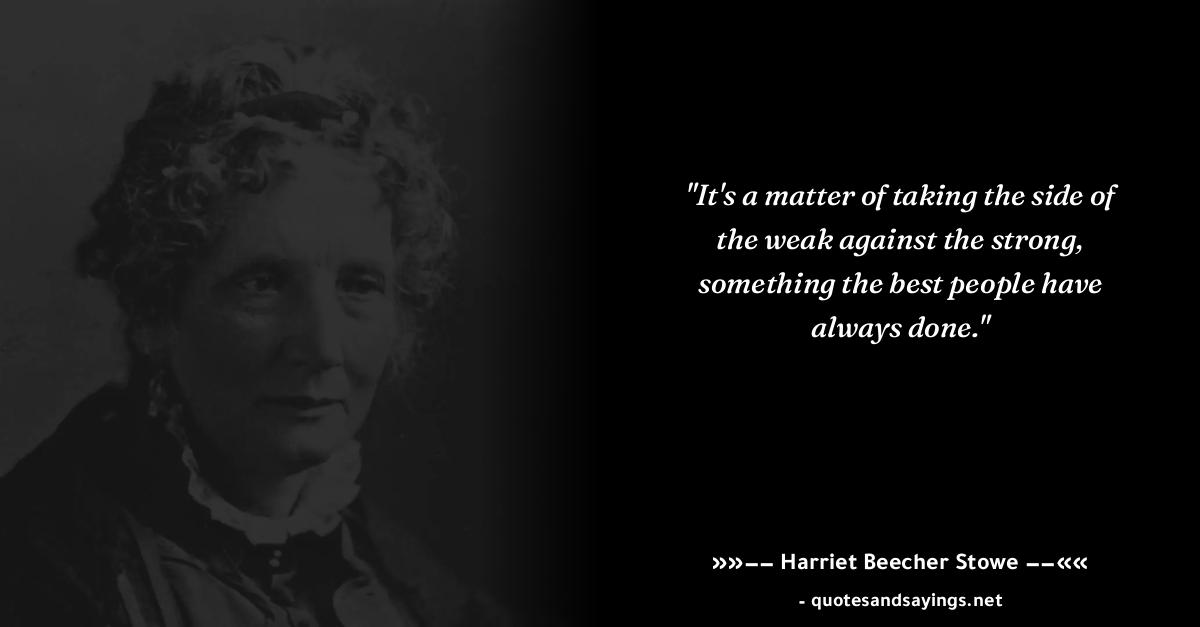 "It's a matter of taking the side of
the weak against the strong,
something the best people have
always done."
»»−− Harriet Beecher Stowe −−««
- quotesandsayings.net